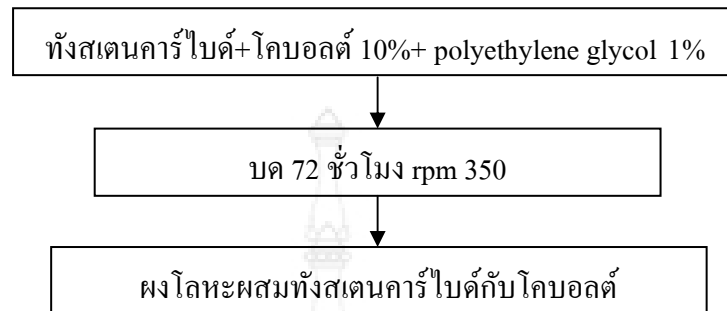 ทังสเตนคาร์ไบด์+โคบอลต์ 10%+ polyethylene glycol 1%
บด 72 ชั่วโมง rpm 350
ผงโลหะผสมทังสเตนคาร์ไบด์กับโคบอลต์